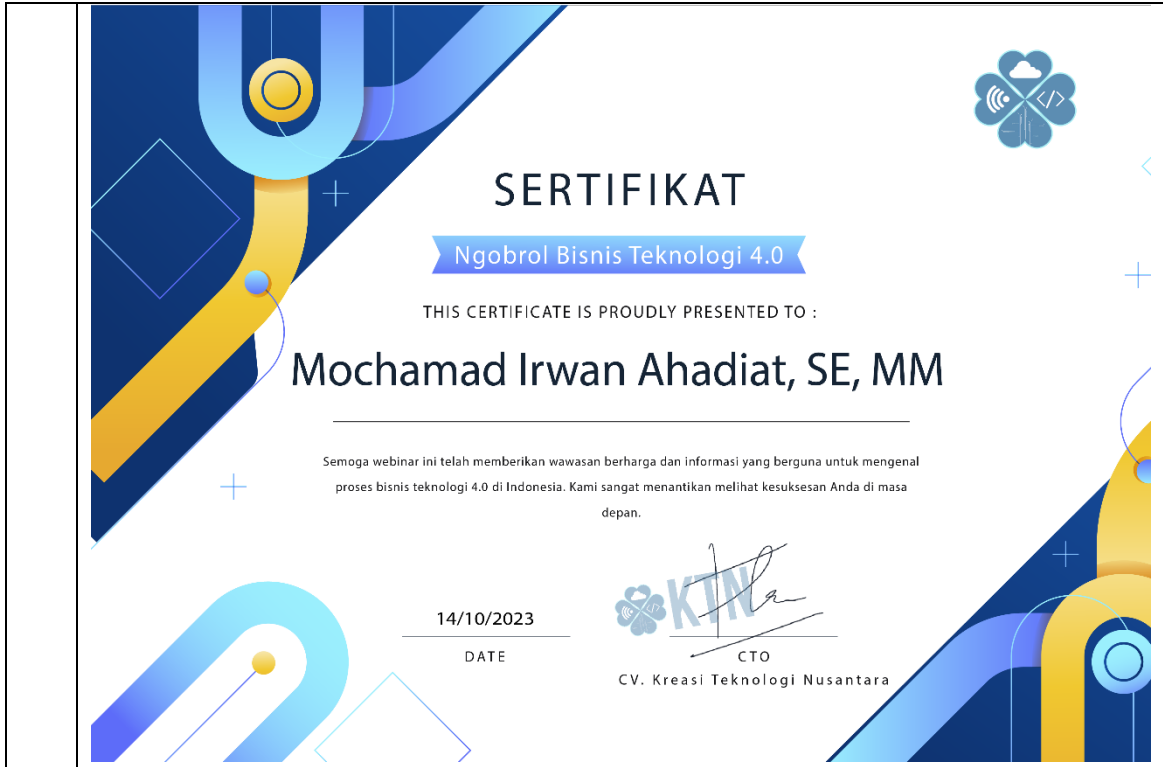 </>
SERTIFIKAT
Ngobrol Bisnis Teknologi 4.0
THIS CERTIFICATE IS PROUDLY PRESENTED TO :
Mochamad Irwan Ahadiat, SE, MM
Semoga webinar ini telah memberikan wawasan berharga dan informasi yang berguna untuk mengenal
proses bisnis teknologi 4.0 di Indonesia. Kami sangat menantikan melihat kesuksesan Anda di masa
depan.
KTN
14/10/2023
DATE
CTO
CV. Kreasi Teknologi Nusantara